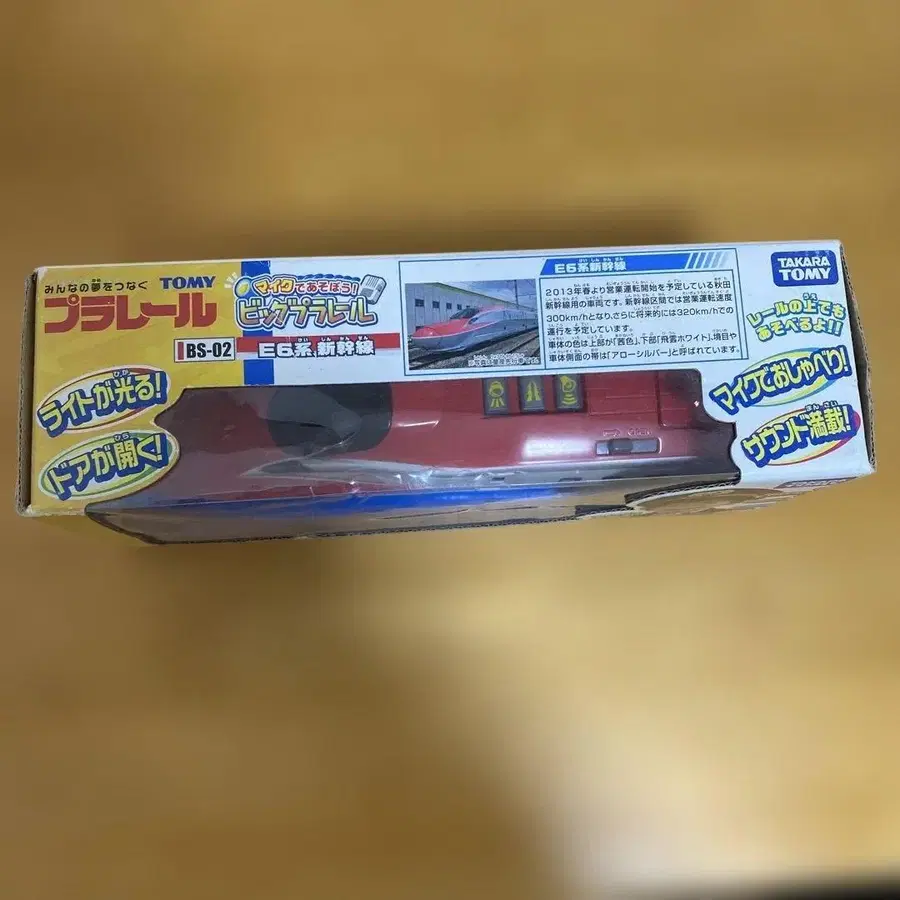 みんなの夢をつなぐ TOMY
プラレール
マイクであそぼう!
ビッグプラレール
BS-02 E6系新幹線
ライトが光る!
ドアが開く!
E6系新幹線
2013年春より営業運転開始を予定している秋田
新幹線用の車両です。新幹線区間では営業運転速度
300km/hとなり、さらに将来的には320km/hでの
運行を予定しています。
車体の色は上部が「茜色」、下部「飛雲ホワイト」、境目や
車体側面の帯は「アローシルバー」と呼ばれています。
TAKARA
TOMY
レールの上でも
あそべるよ!!
マイクでおしゃべり!
サウンド満載!